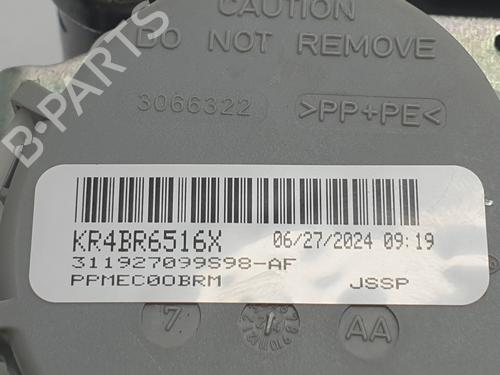 CAUTION
DO NOT REMOVE
3066322 >PP+PE<
KR4BR6516X 06/27/2024 09:19
311927099S98-AF
PPMEC00BRM JSSP
7 AA
B-PARTS